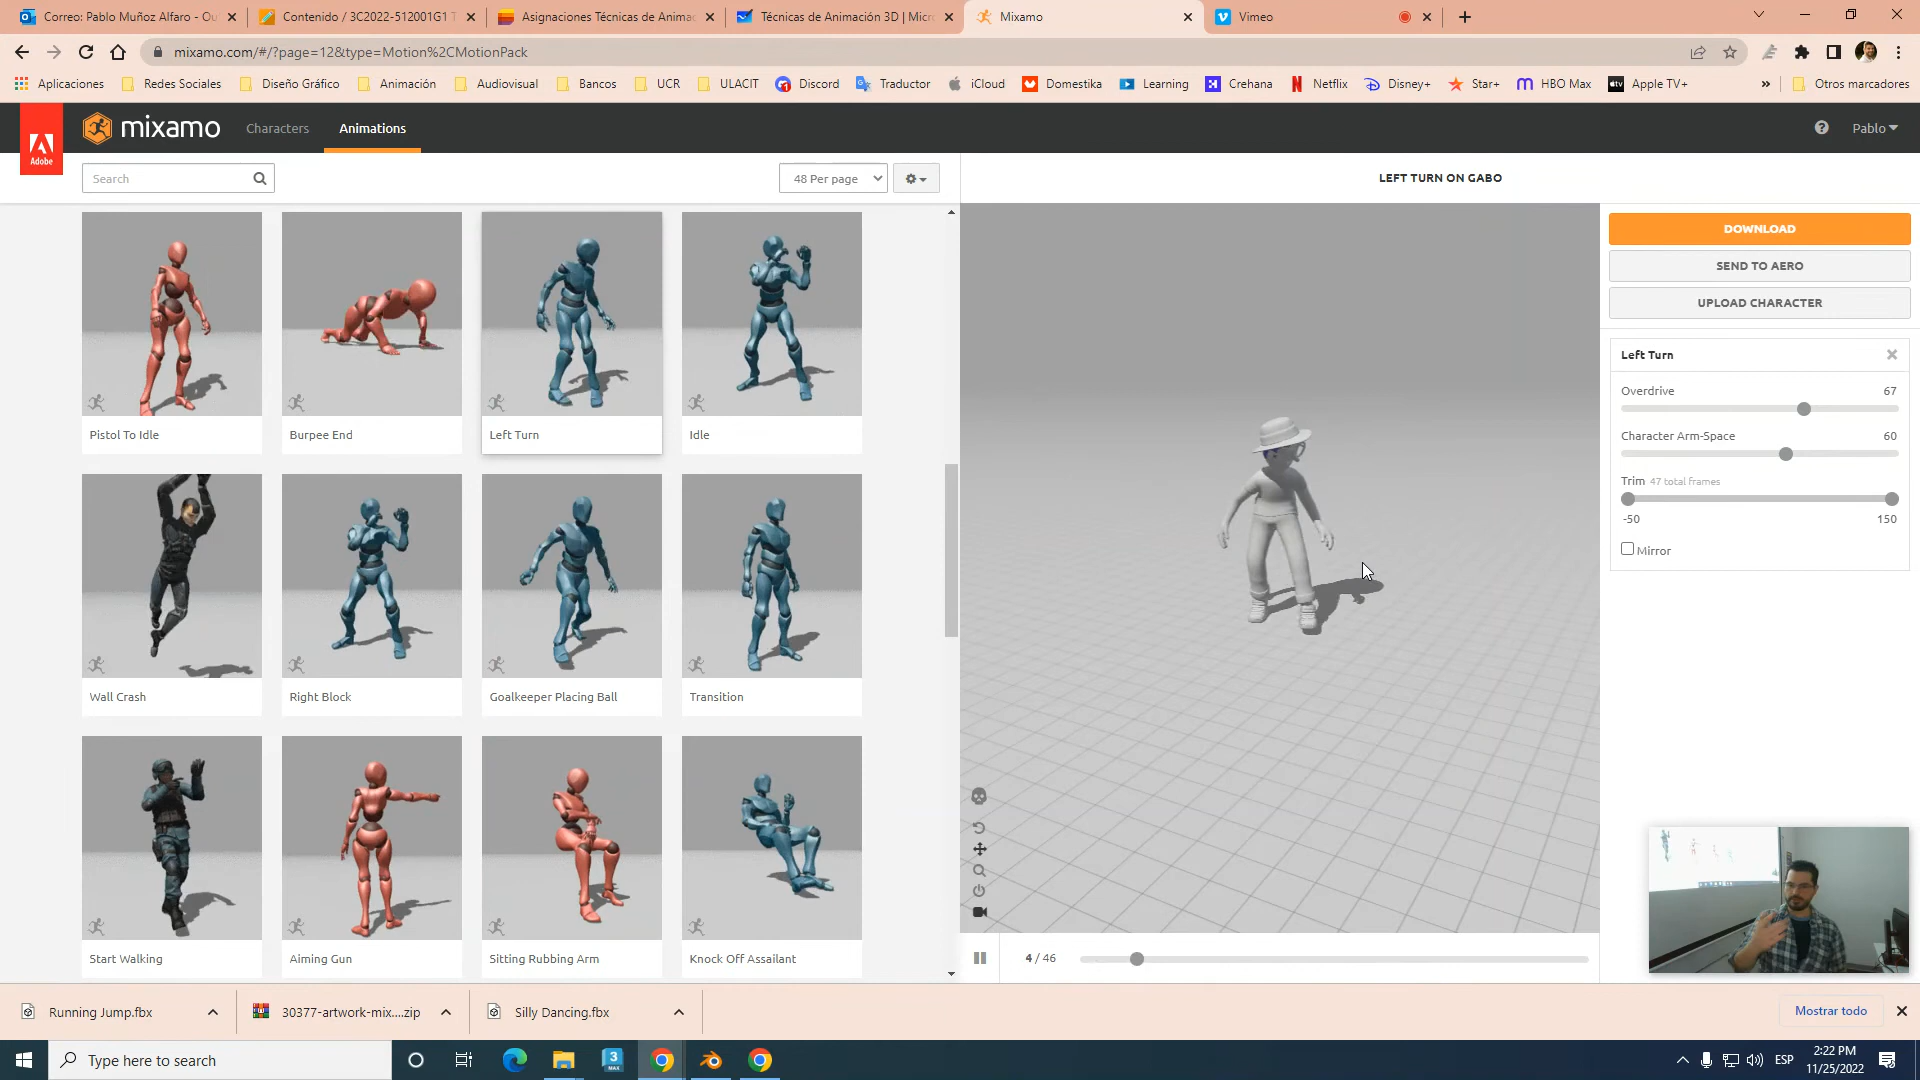 Correo: Pablo Muñoz Alfaro - Ou
Contenido / 3C2022-512001G1 T
Asignaciones Técnicas de Animac
Técnicas de Animación 3D | Micro
Mixamo
Vimeo
mixamo.com/#/?page=12&type=Motion%2CMotionPack
Aplicaciones
Redes Sociales
Diseño Gráfico
Animación
Audiovisual
Bancos
UCR
ULACIT
Discord
Traductor
iCloud
Domestika
Learning
Crehana
Netflix
Disney+
Star+
HBO Max
Apple TV+
»
Otros marcadores
Adobe
mixamo
Characters
Animations
Pablo
Search
48 Per page
LEFT TURN ON GABO
DOWNLOAD
SEND TO AERO
UPLOAD CHARACTER
Left Turn
Overdrive 67
Character Arm-Space 60
Trim 47 total frames
-50 150
Mirror
Pistol To Idle
Burpee End
Left Turn
Idle
Wall Crash
Right Block
Goalkeeper Placing Ball
Transition
Start Walking
Aiming Gun
Sitting Rubbing Arm
Knock Off Assailant
4 / 46
Running Jump.fbx
30377-artwork-mix....zip
Silly Dancing.fbx
Mostrar todo
Type here to search
3
MAX
ESP
2:22 PM
11/25/2022